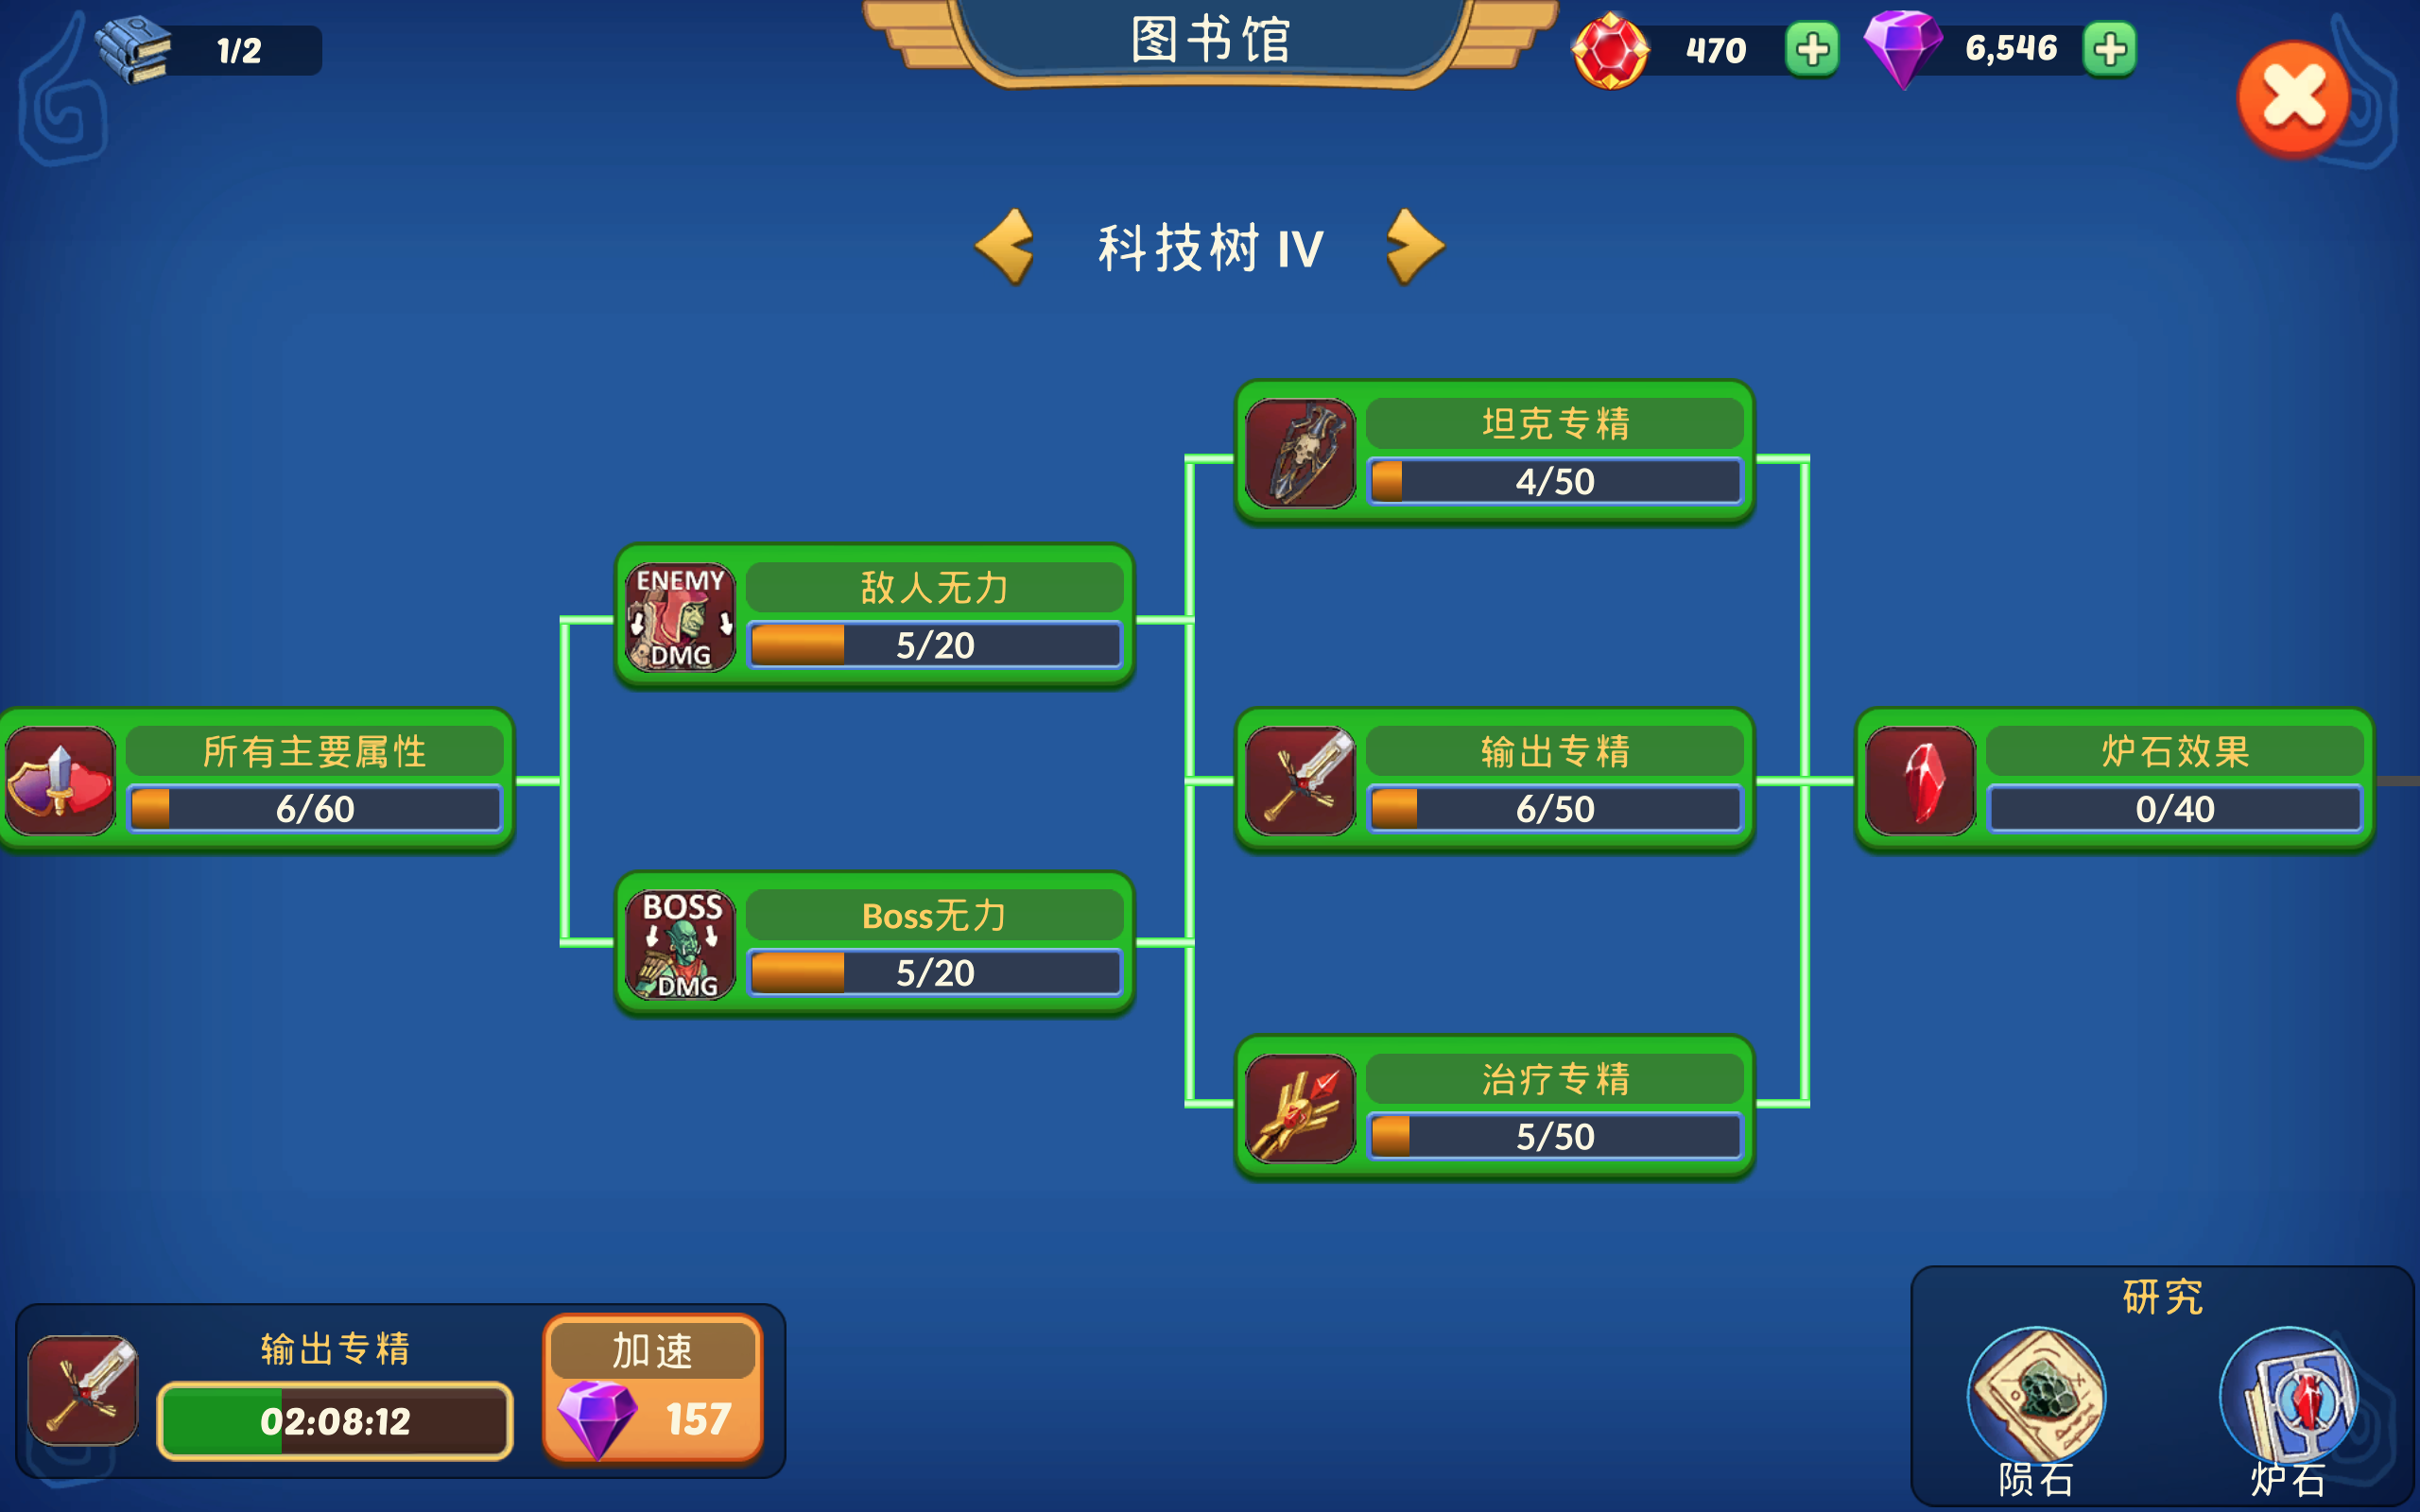 1/2
图书馆
470
6,546
科技树 IV
坦克专精
4/50
ENEMY
DMG
敌人无力
5/20
所有主要属性
6/60
输出专精
6/50
炉石效果
0/40
BOSS
DMG
Boss无力
5/20
治疗专精
5/50
输出专精
02:08:12
加速
157
研究
陨石
炉石